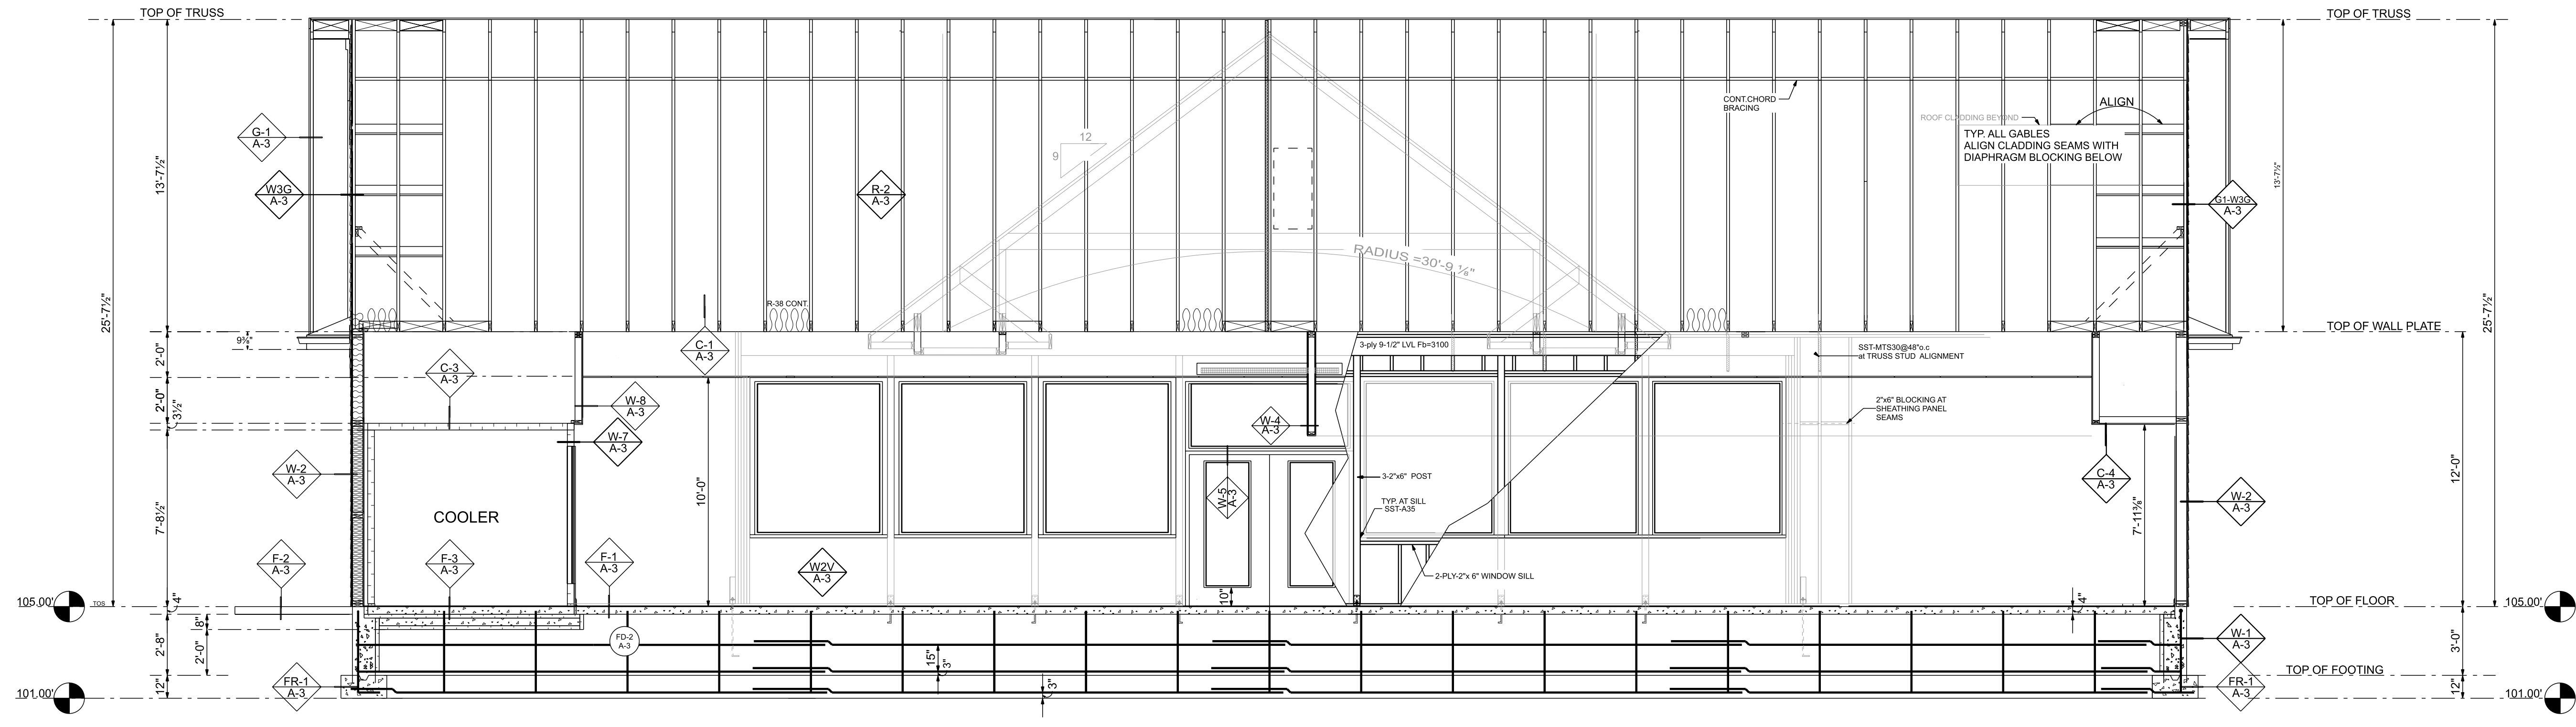 TOP OF TRUSS
TOP OF TRUSS
G-1
A-3
W3G
A-3
R-2
A-3
12
9
CONT.CHORD
BRACING
ROOF CLADDING BEYOND
ALIGN
TYP. ALL GABLES
ALIGN CLADDING SEAMS WITH
DIAPHRAGM BLOCKING BELOW
G1-W3G
A-3
13'-7½"
25'-7½"
13'-7½"
25'-7½"
RADIUS =30'-9 ⅛"
R-38 CONT.
TOP OF WALL PLATE
9⅜"
2'-0"
2'-0"
3½"
7'-8½"
C-1
A-3
C-3
A-3
W-8
A-3
W-7
A-3
W-2
A-3
COOLER
10'-0"
3-ply 9-1/2" LVL Fb=3100
SST-MTS30@48"o.c
at TRUSS STUD ALIGNMENT
2"x6" BLOCKING AT
SHEATHING PANEL
SEAMS
W-4
A-3
W-5
A-3
10"
3-2"x6" POST
TYP. AT SILL
SST-A35
2-PLY-2"x 6" WINDOW SILL
C-4
A-3
7'-11⅜"
12'-0"
W-2
A-3
F-2
A-3
F-3
A-3
F-1
A-3
W2V
A-3
105.00'
TOS
4"
8"
2'-8"
2'-0"
12"
101.00'
FR-1
A-3
FD-2
A-3
15"
3"
3"
4"
TOP OF FLOOR
105.00'
W-1
A-3
3'-0"
TOP OF FOOTING
FR-1
A-3
12"
101.00'